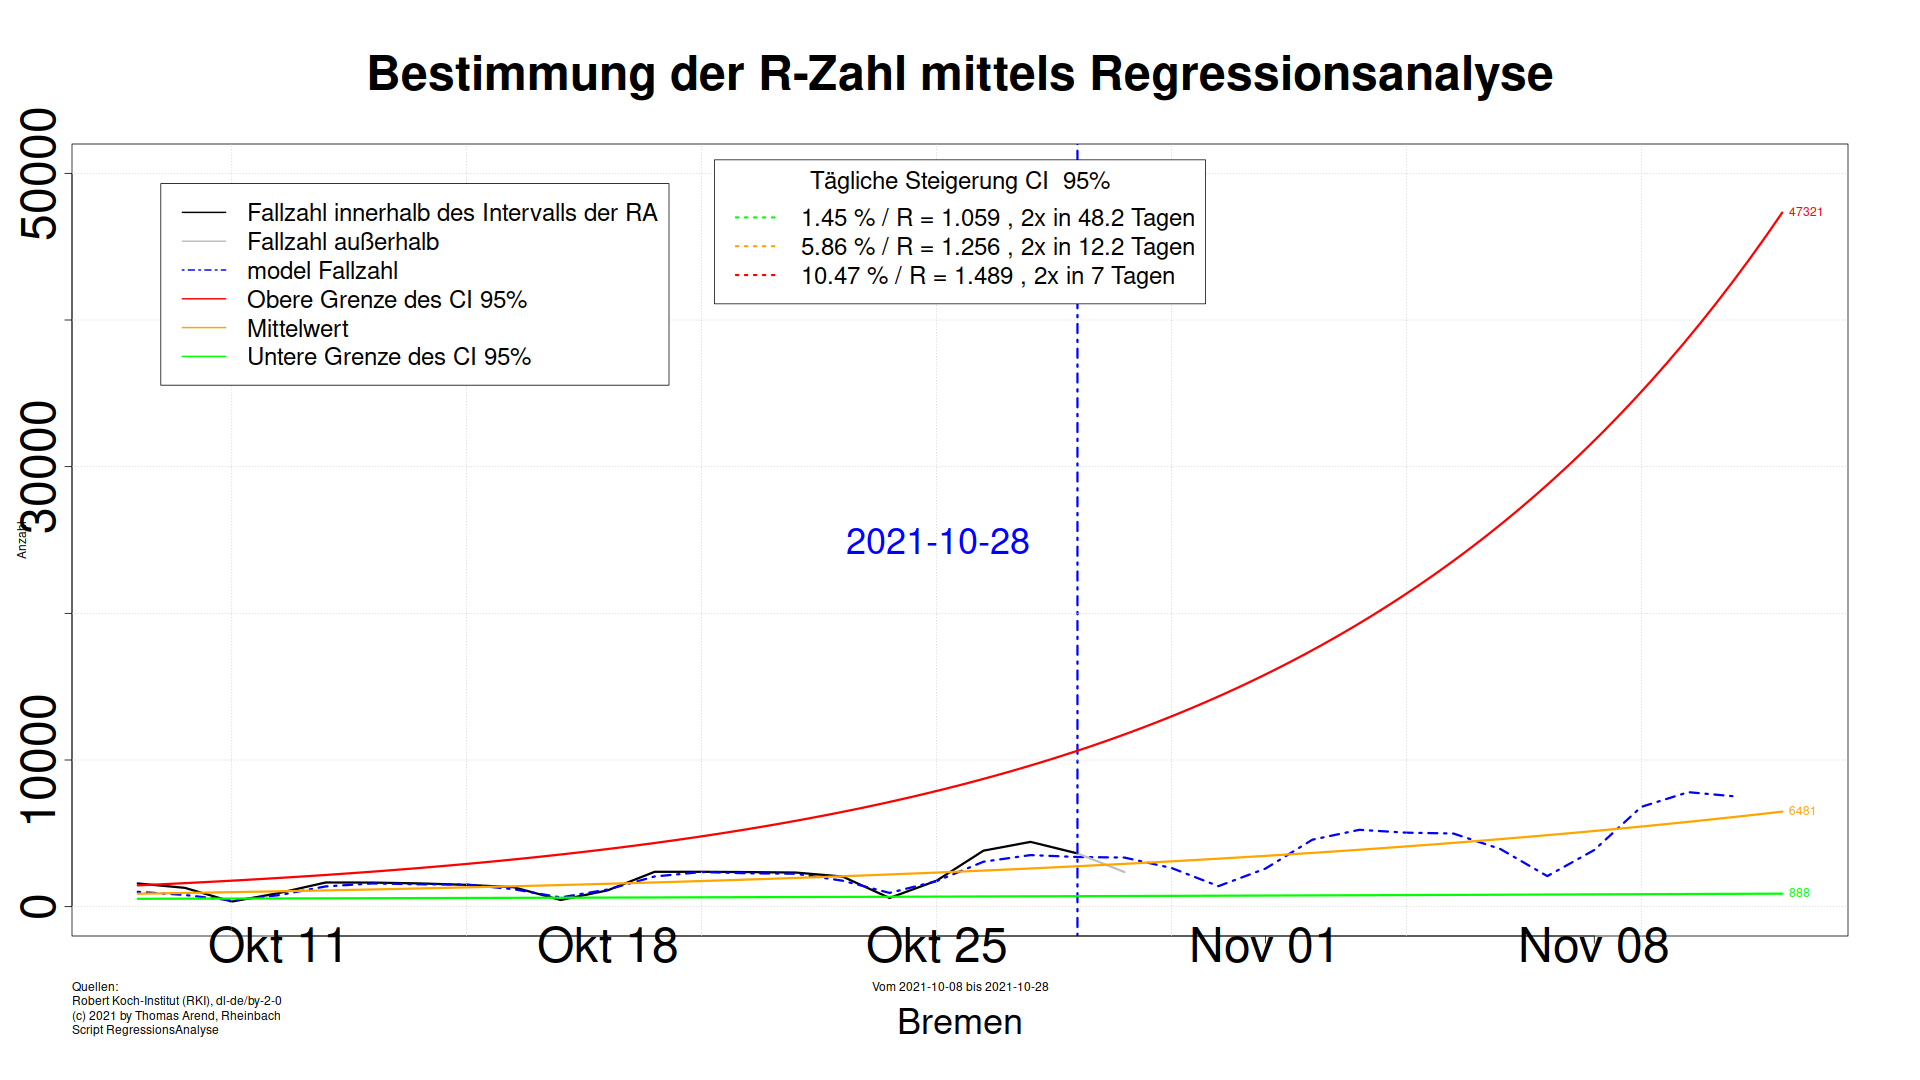 Bestimmung der R-Zahl mittels Regressionsanalyse
50000
30000
10000
0
Anzahl
Fallzahl innerhalb des Intervalls der RA
Fallzahl außerhalb
model Fallzahl
Obere Grenze des CI 95%
Mittelwert
Untere Grenze des CI 95%
Tägliche Steigerung CI 95%
1.45 % / R = 1.059 , 2x in 48.2 Tagen
5.86 % / R = 1.256 , 2x in 12.2 Tagen
10.47 % / R = 1.489 , 2x in 7 Tagen
47321
2021-10-28
6481
888
Okt 11 Okt 18 Okt 25 Nov 01 Nov 08
Quellen:
Robert Koch-Institut (RKI), dl-de/by-2-0
(c) 2021 by Thomas Arend, Rheinbach
Script RegressionsAnalyse
Vom 2021-10-08 bis 2021-10-28
Bremen